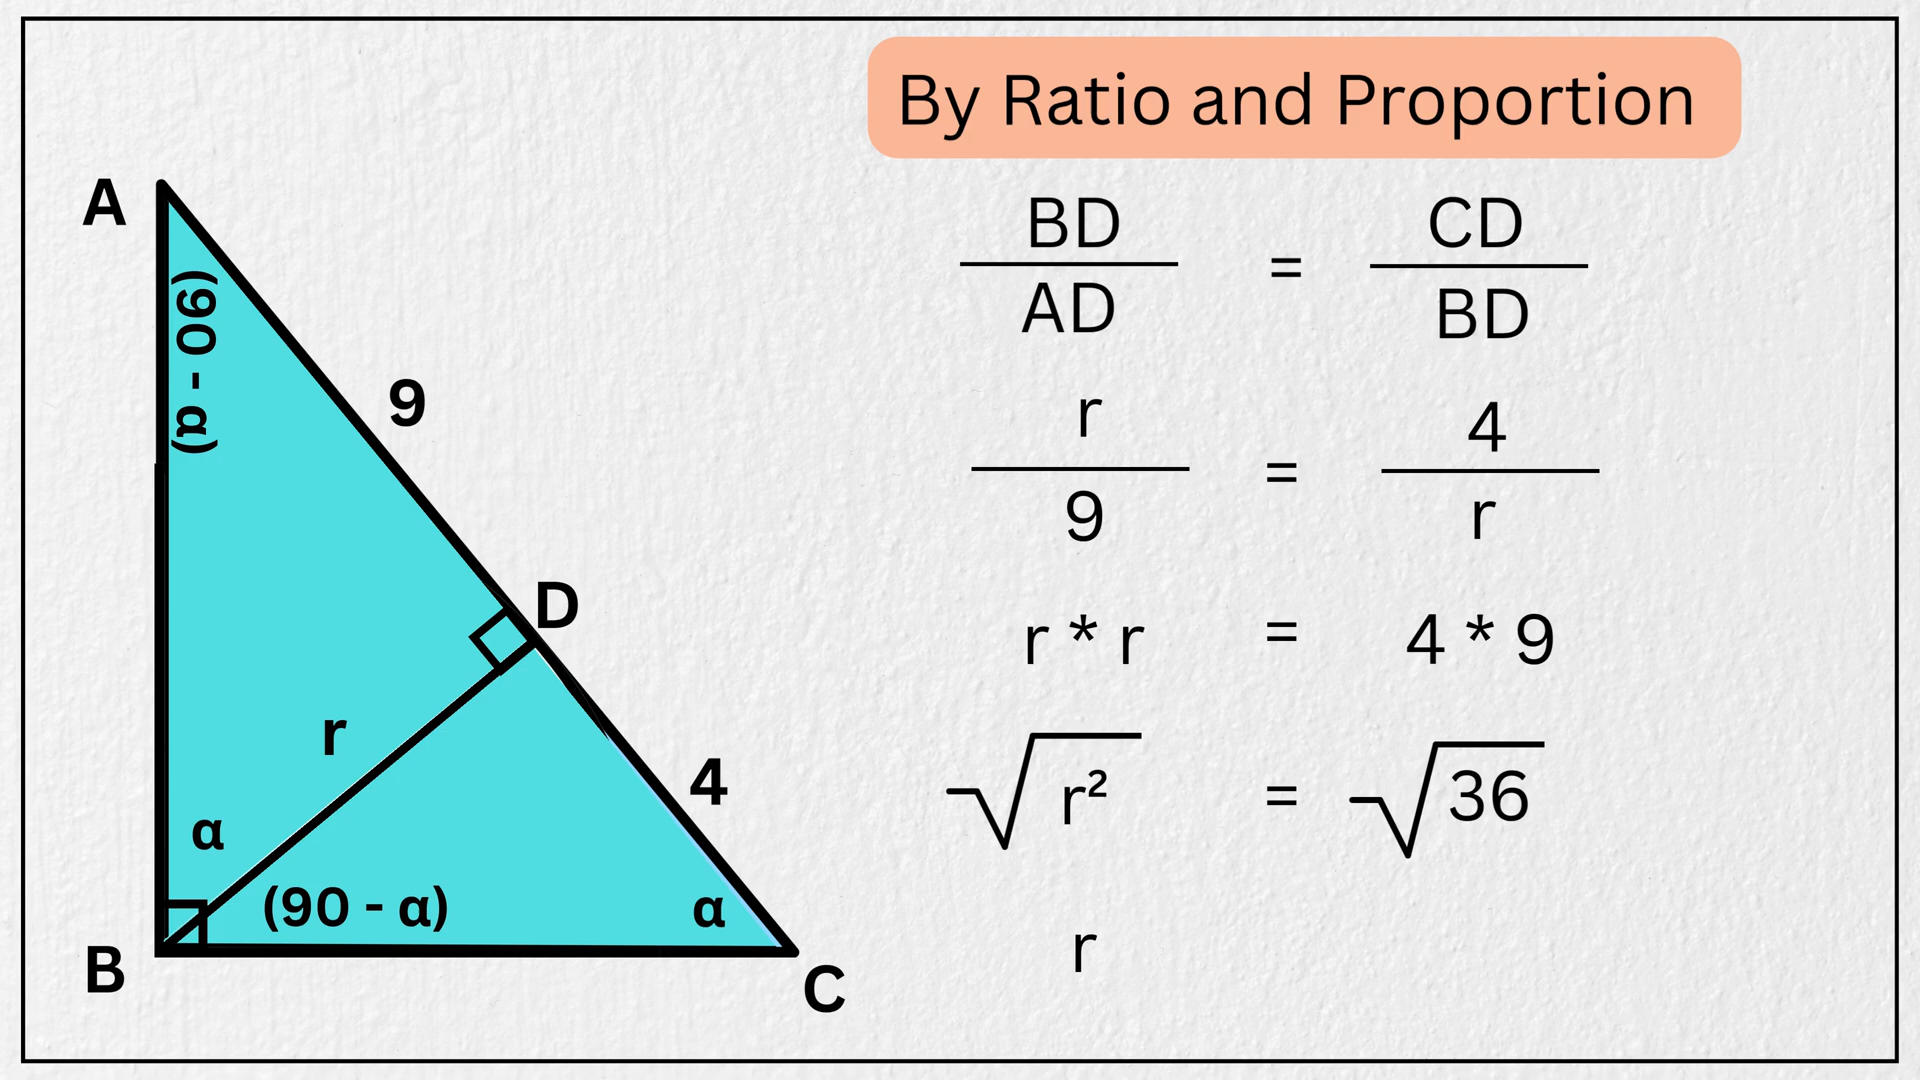 By Ratio and Proportion
A
(90 - α)
9
D
r
4
α
(90 - α)
α
B
C
BD
AD
=
CD
BD
r
9
=
4
r
r * r = 4 * 9
√r² = √36
r